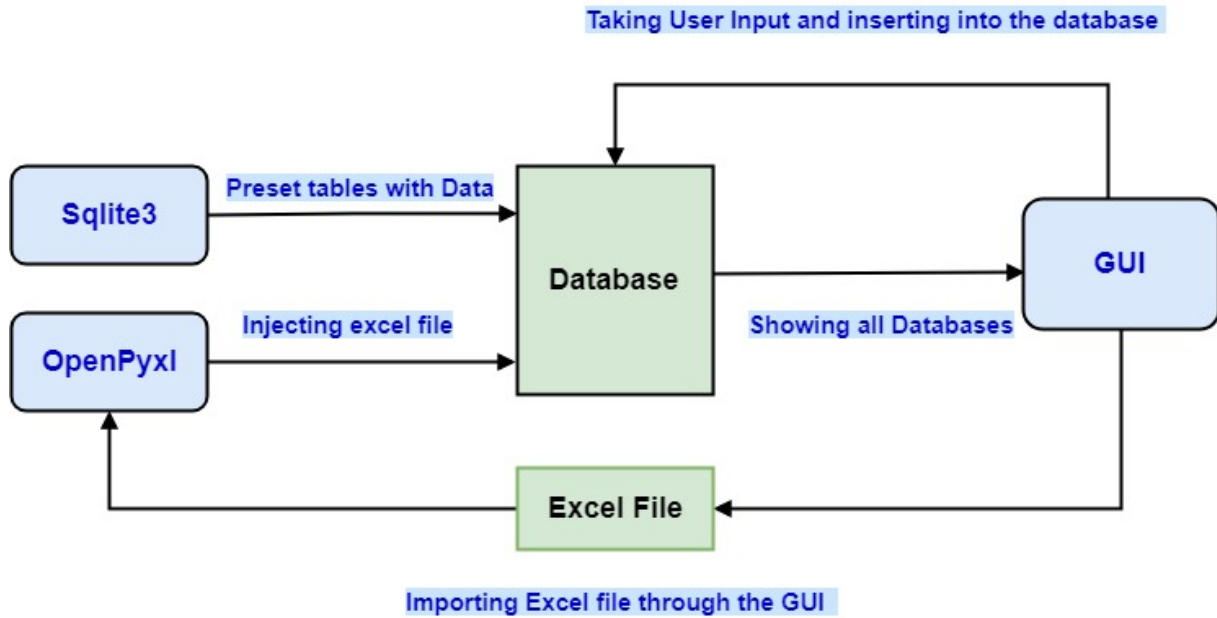 Taking User Input and inserting into the database
Sqlite3
Preset tables with Data
Database
GUI
OpenPyxl
Injecting excel file
Showing all Databases
Excel File
Importing Excel file through the GUI